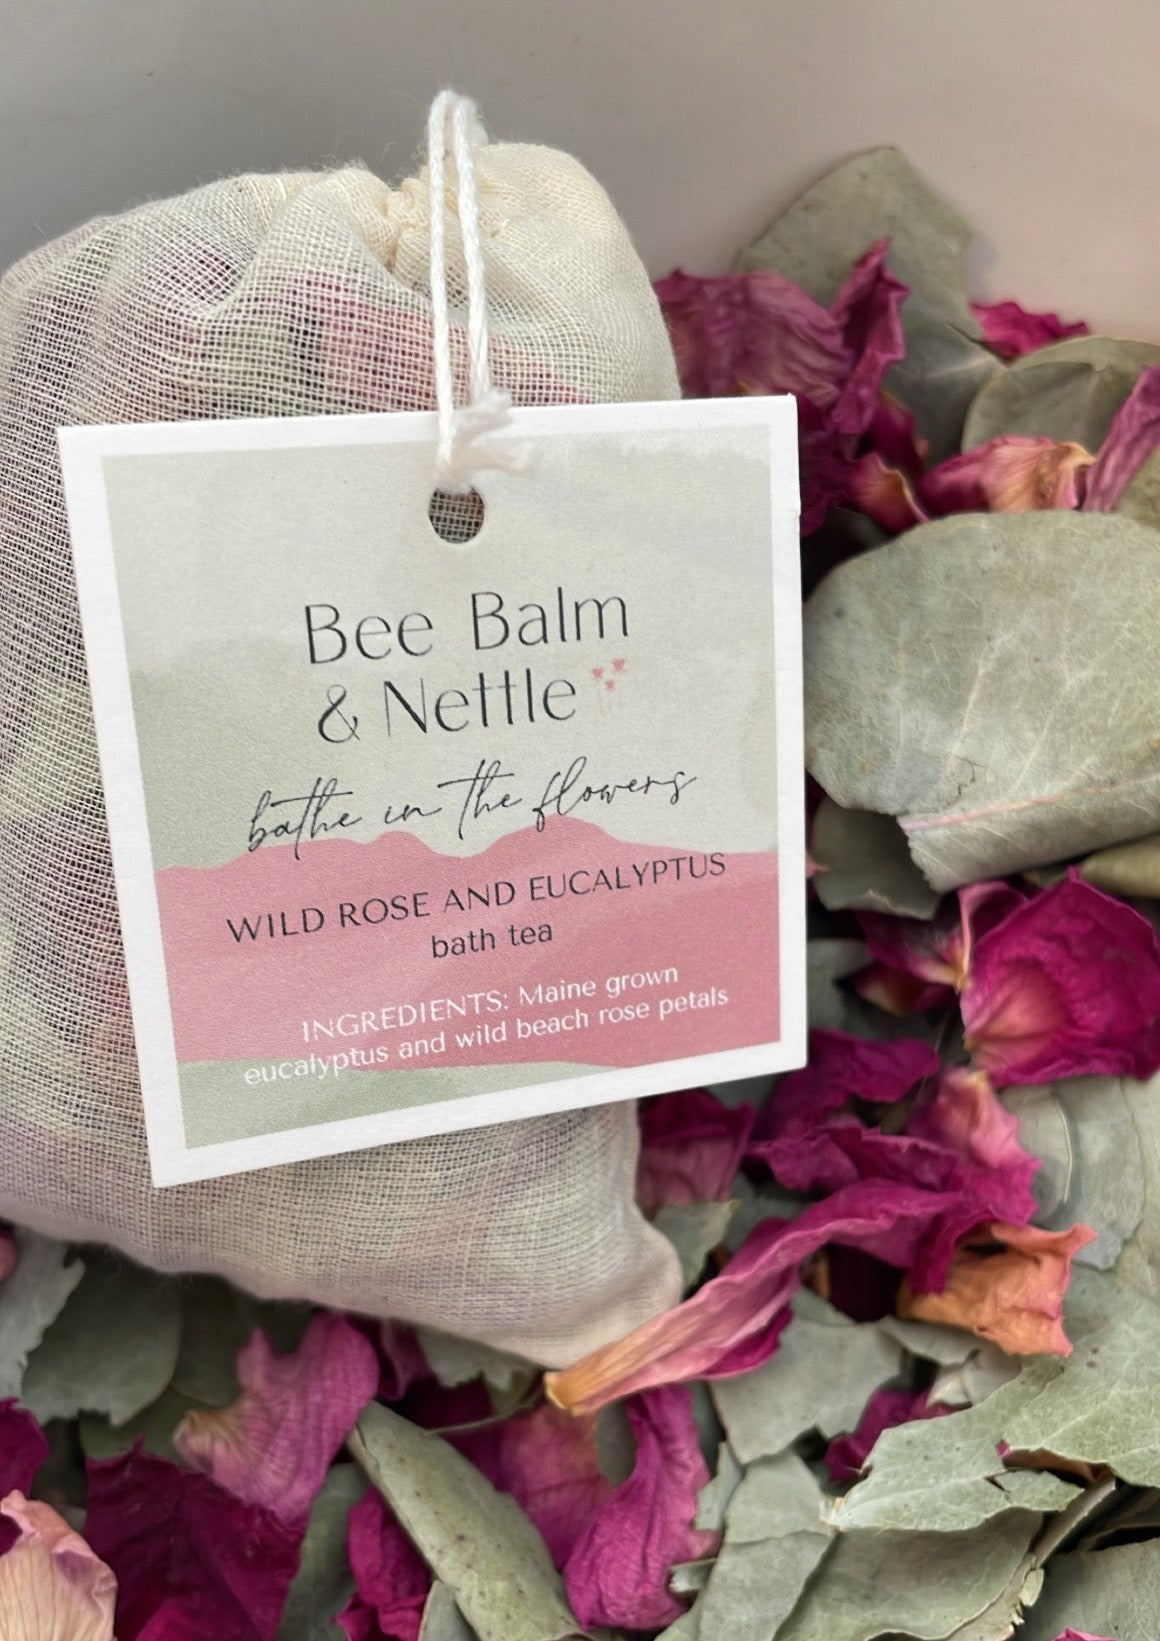 Bee Balm
& Nettle
bathe in the flowers
WILD ROSE AND EUCALYPTUS
bath tea
INGREDIENTS: Maine grown
eucalyptus and wild beach rose petals